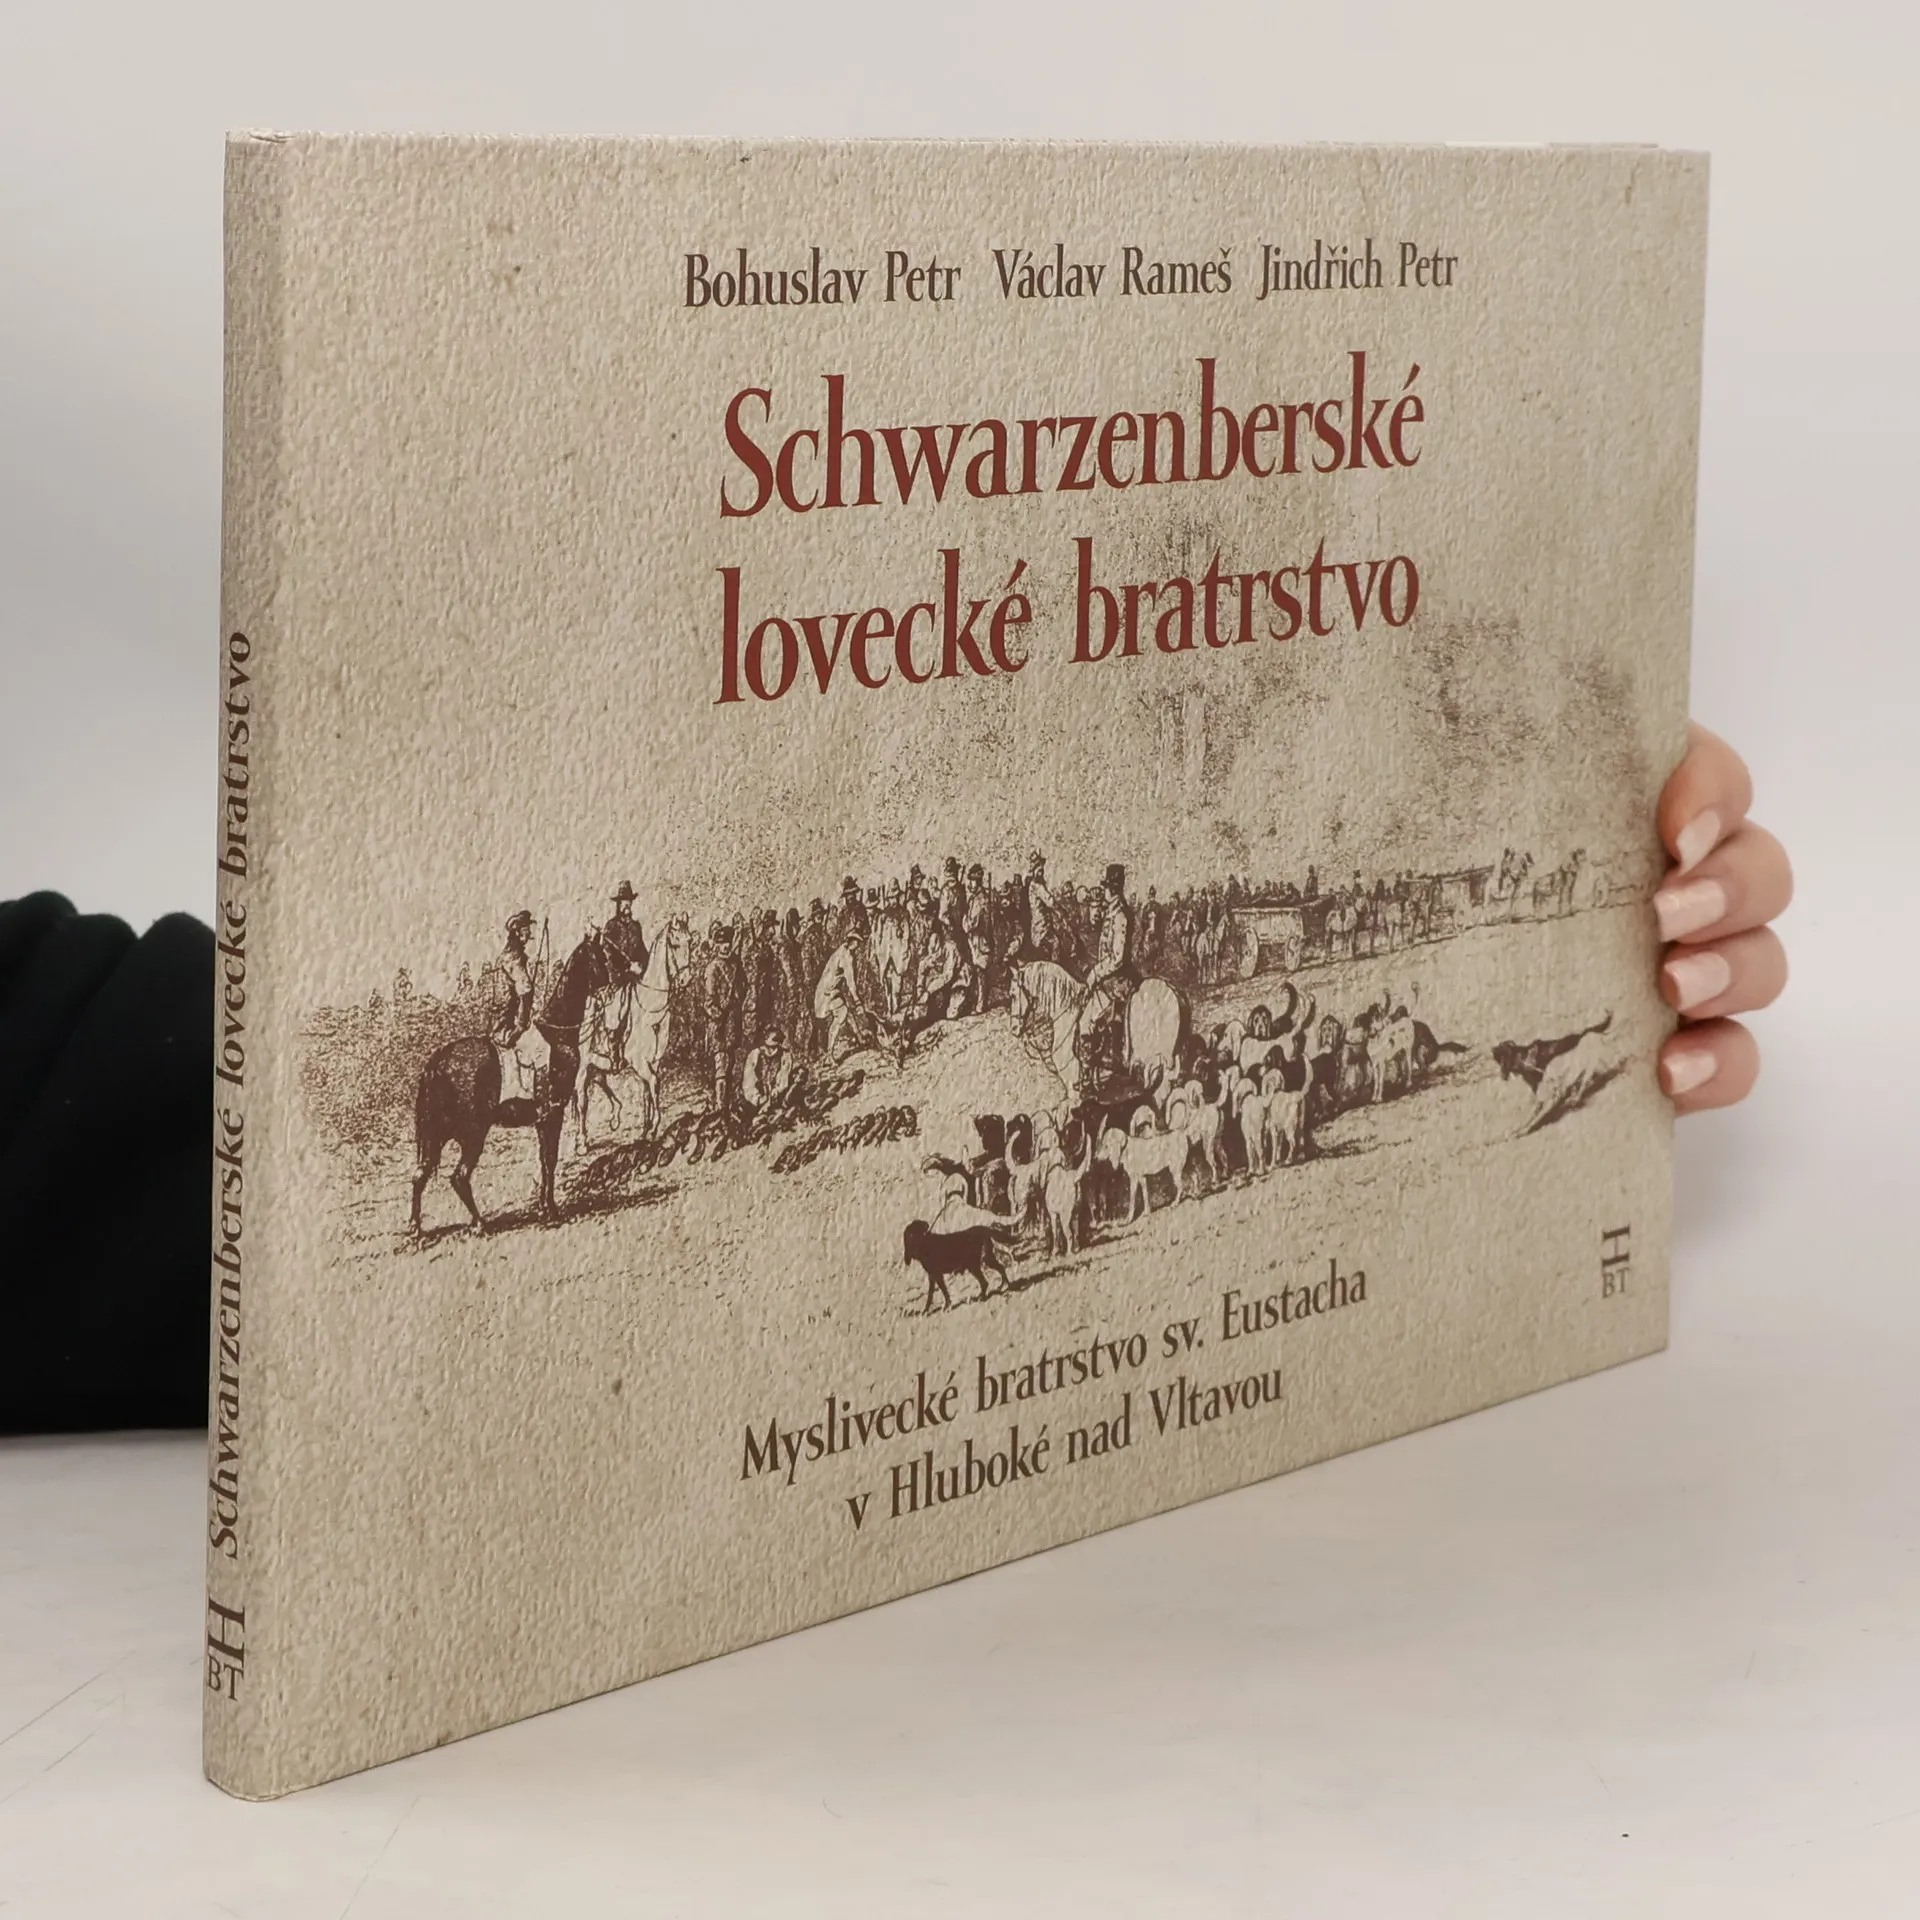 Bohuslav Petr Václav Rameš Jindřich Petr
Schwarzenberské
lovecké bratrstvo
Myslivecké bratrstvo sv. Eustacha
v Hluboké nad Vltavou
H
BT
Schwarzenberské lovecké bratrstvo
H
BT